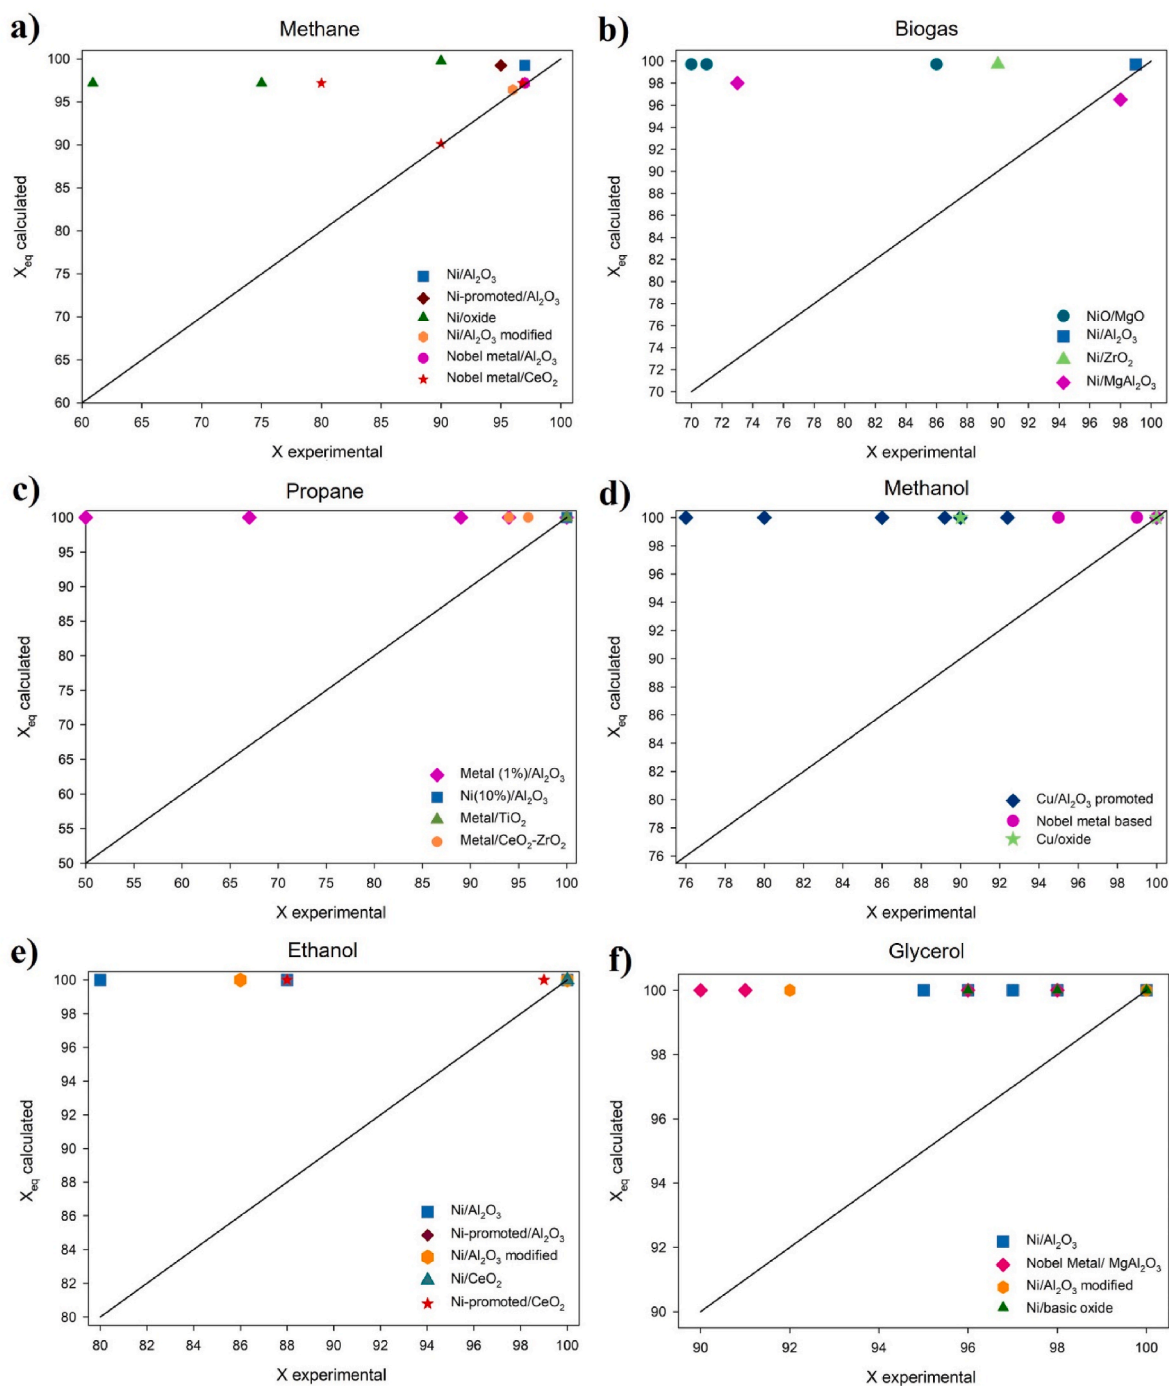 a)
Methane
100
95
90
85
80
75
70
65
60
60 65 70 75 80 85 90 95 100
X experimental
Xeq calculated
Ni/Al2O3
Ni-promoted/Al2O3
Ni/oxide
Ni/Al2O3 modified
Nobel metal/Al2O3
Nobel metal/CeO2
b)
Biogas
100
98
96
94
92
90
88
86
84
82
80
78
76
74
72
70
70 72 74 76 78 80 82 84 86 88 90 92 94 96 98 100
X experimental
Xeq calculated
NiO/MgO
Ni/Al2O3
Ni/ZrO2
Ni/MgAl2O3
c)
Propane
100
95
90
85
80
75
70
65
60
55
50
50 55 60 65 70 75 80 85 90 95 100
X experimental
Xeq calculated
Metal (1%)/Al2O3
Ni(10%)/Al2O3
Metal/TiO2
Metal/CeO2-ZrO2
d)
Methanol
100
98
96
94
92
90
88
86
84
82
80
78
76
76 78 80 82 84 86 88 90 92 94 96 98 100
X experimental
Xeq calculated
Cu/Al2O3 promoted
Nobel metal based
Cu/oxide
e)
Ethanol
100
98
96
94
92
90
88
86
84
82
80
80 82 84 86 88 90 92 94 96 98 100
X experimental
Xeq calculated
Ni/Al2O3
Ni-promoted/Al2O3
Ni/Al2O3 modified
Ni/CeO2
Ni-promoted/CeO2
f)
Glycerol
100
98
96
94
92
90
90 92 94 96 98 100
X experimental
Xeq calculated
Ni/Al2O3
Nobel Metal/ MgAl2O3
Ni/Al2O3 modified
Ni/basic oxide